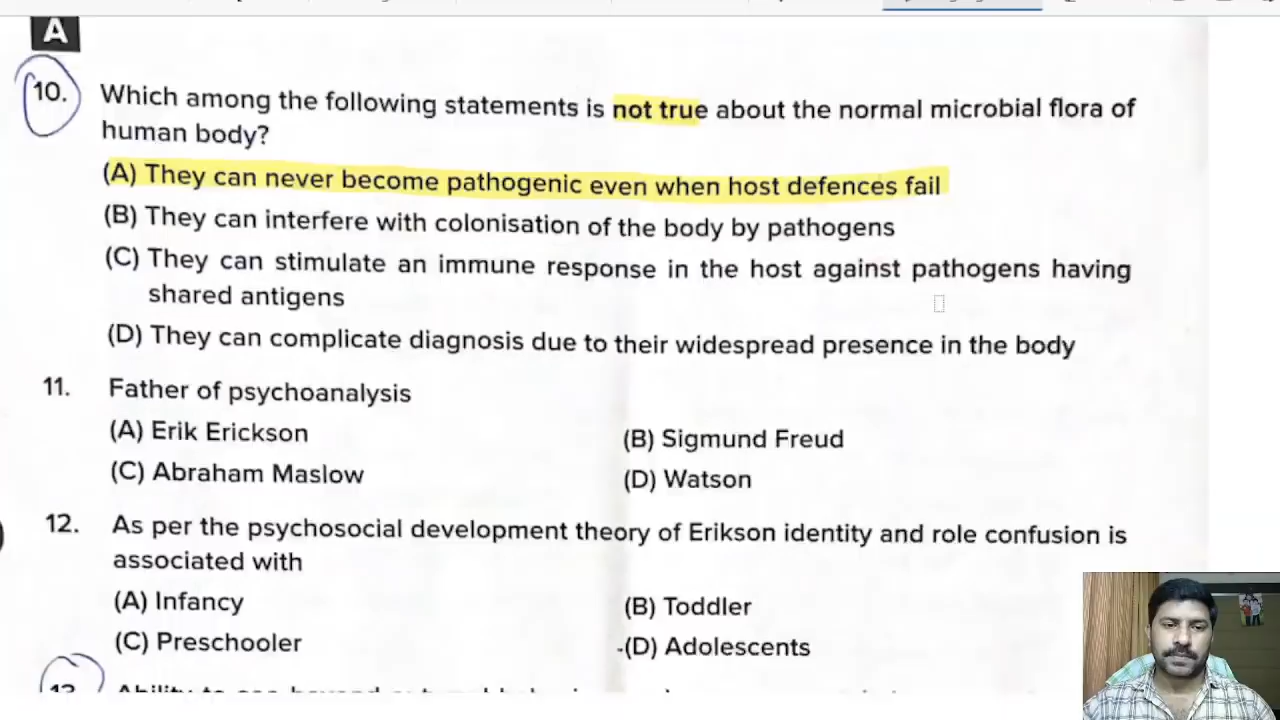 A
10. Which among the following statements is not true about the normal microbial flora of
human body?
(A) They can never become pathogenic even when host defences fail
(B) They can interfere with colonisation of the body by pathogens
(C) They can stimulate an immune response in the host against pathogens having
shared antigens
(D) They can complicate diagnosis due to their widespread presence in the body
11. Father of psychoanalysis
(A) Erik Erickson (B) Sigmund Freud
(C) Abraham Maslow (D) Watson
12. As per the psychosocial development theory of Erikson identity and role confusion is
associated with
(A) Infancy (B) Toddler
(C) Preschooler -(D) Adolescents